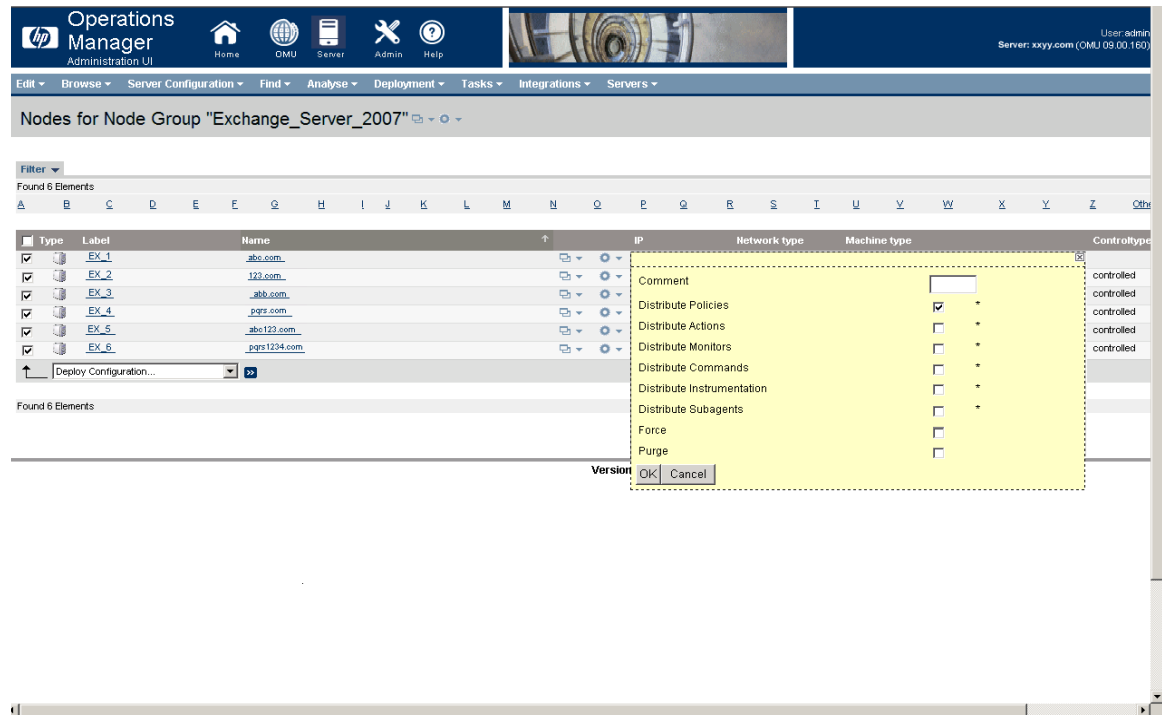 hp Operations Manager
Administration UI
Home OMU Server Admin Help
User: admin
Server: xxyy.com (OMU 09.00.160)
Edit Browse Server Configuration Find Analyse Deployment Tasks Integrations Servers
Nodes for Node Group "Exchange_Server_2007"
Filter
Found 6 Elements
A B C D E F G H I J K L M N O P Q R S T U V W X Y Z Othe
Type Label Name IP Network type Machine type Controltype
EX_1 abc.com
EX_2 123.com controlled
EX_3 abb.com controlled
EX_4 pqrs.com controlled
EX_5 abc123.com controlled
EX_6 pqrs1234.com controlled
Deploy Configuration...
Found 6 Elements
Version
Comment
Distribute Policies *
Distribute Actions *
Distribute Monitors *
Distribute Commands *
Distribute Instrumentation *
Distribute Subagents *
Force
Purge
OK Cancel